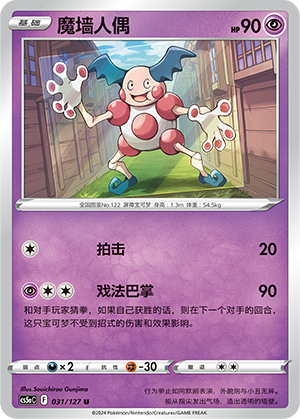 基础 魔墙人偶 HP90
全国图鉴No.122 屏障宝可梦 身高：1.3m 体重：54.5kg
拍击 20
戏法巴掌 90
和对手玩家猜拳，如果自己获胜的话，则在下一个对手的回合，
这只宝可梦不受到招式的伤害和效果影响。
弱点 ×2 抗性 -30 撤退
Illus.Souichirou Gunjima
CS5aC F 031/127 U
行为举止如同默剧表演，外貌则与小丑无异。
能从指尖发出气场，造出透明的墙壁。
©2024 Pokémon/Nintendo/Creatures/GAME FREAK.